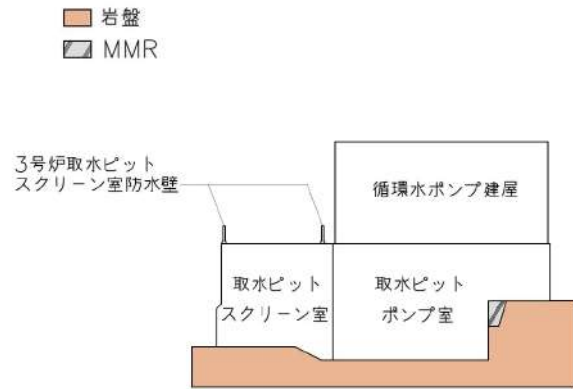 岩盤
MMR
3号炉取水ピット
スクリーン室防水壁
循環水ポンプ建屋
取水ピット
スクリーン室
取水ピット
ポンプ室